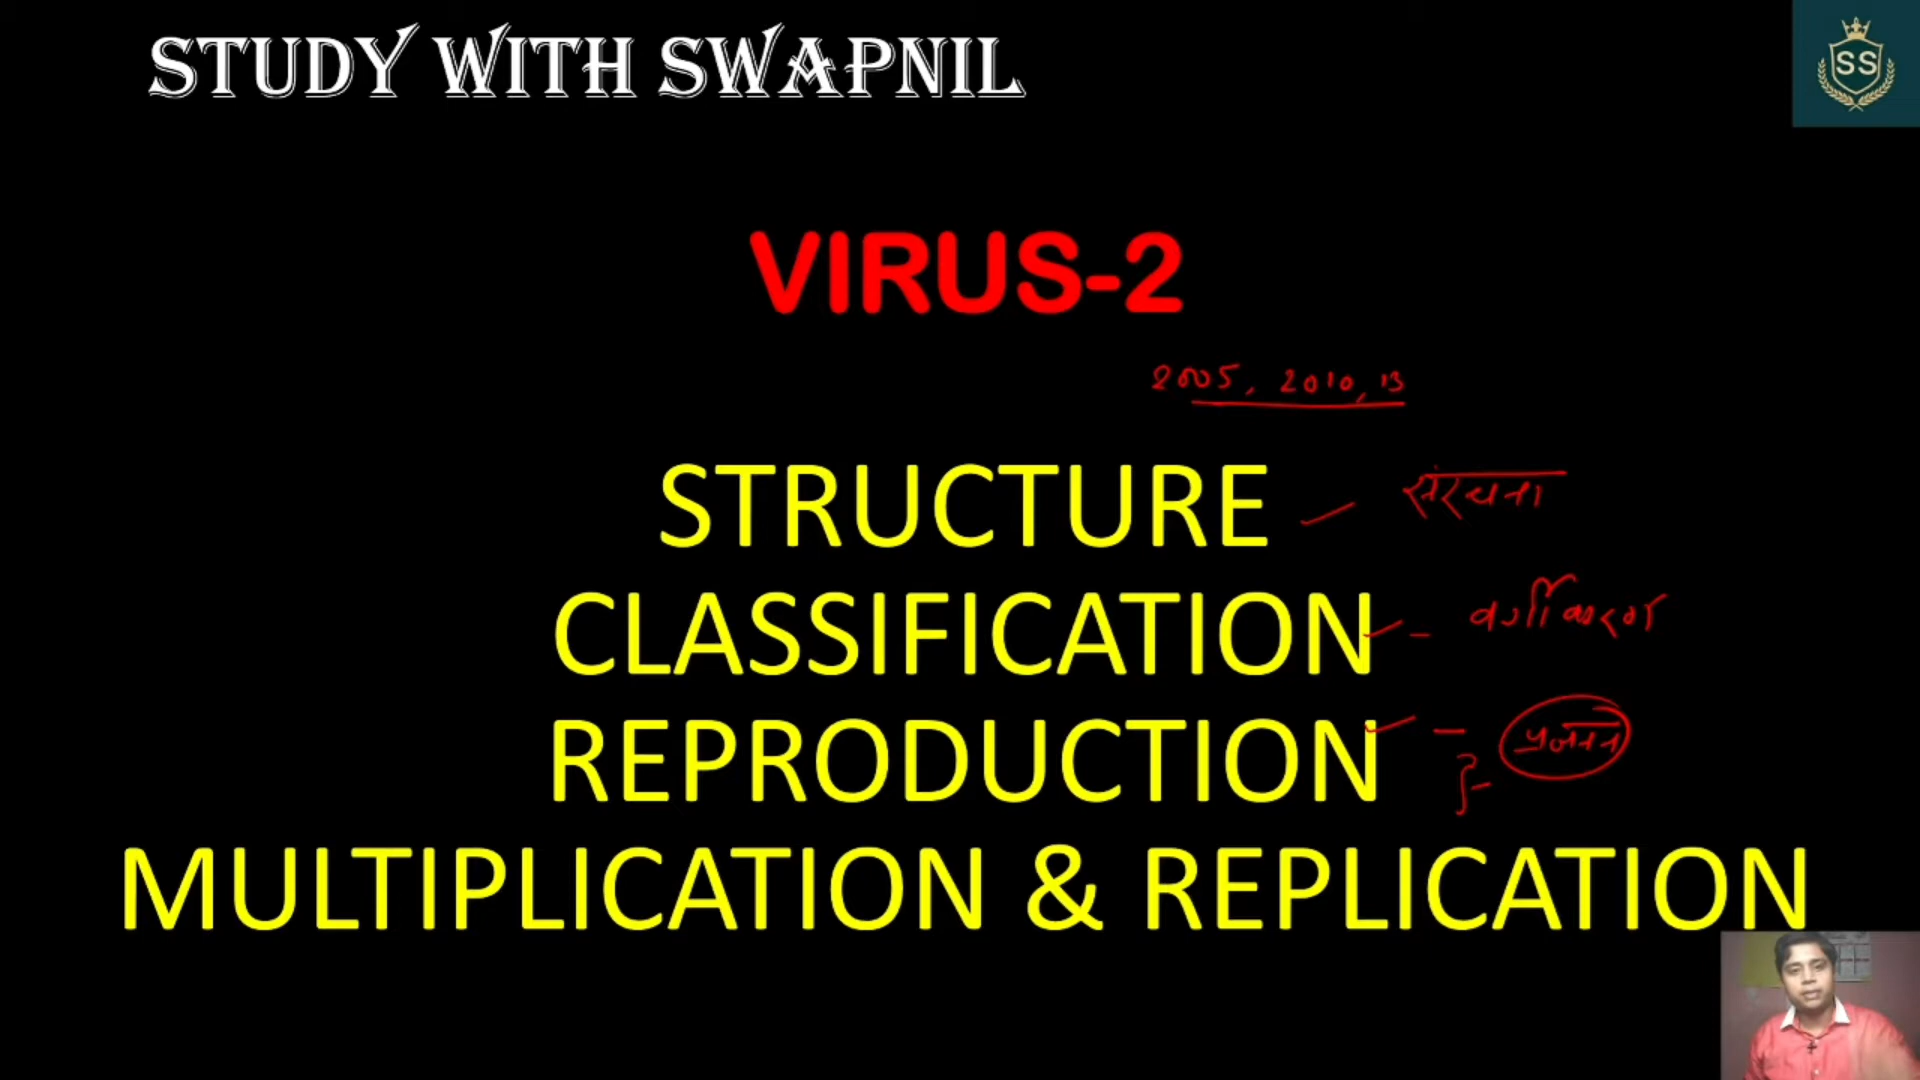 STUDY WITH SWAPNIL
SS
VIRUS-2
2005, 2010, 13
STRUCTURE - संरचना
CLASSIFICATION - वर्गीकरण
REPRODUCTION - प्रजनन
MULTIPLICATION & REPLICATION